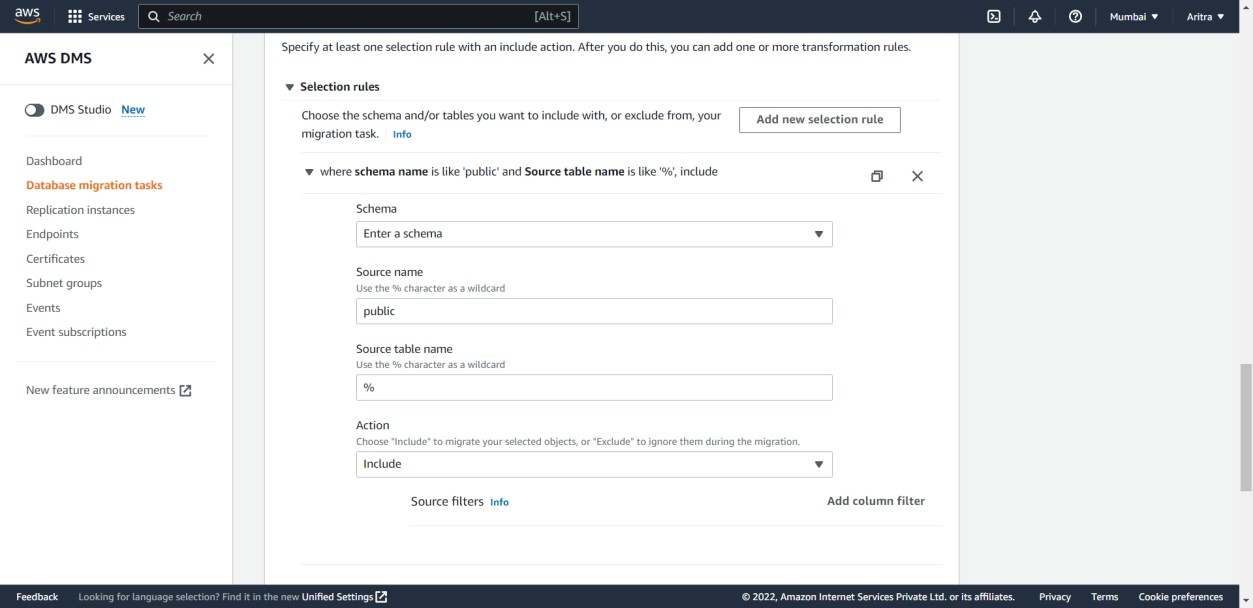 aws
Services
Search [Alt+S]
Mumbai ▼
Aritra ▼
AWS DMS
DMS Studio New
Dashboard
Database migration tasks
Replication instances
Endpoints
Certificates
Subnet groups
Events
Event subscriptions
New feature announcements
Specify at least one selection rule with an include action. After you do this, you can add one or more transformation rules.
▼ Selection rules
Choose the schema and/or tables you want to include with, or exclude from, your
migration task. Info
Add new selection rule
▼ where schema name is like 'public' and Source table name is like '%', include
Schema
Enter a schema
Source name
Use the % character as a wildcard
public
Source table name
Use the % character as a wildcard
%
Action
Choose "Include" to migrate your selected objects, or "Exclude" to ignore them during the migration.
Include
Source filters Info
Add column filter
Feedback
Looking for language selection? Find it in the new Unified Settings
© 2022, Amazon Internet Services Private Ltd. or its affiliates.
Privacy
Terms
Cookie preferences